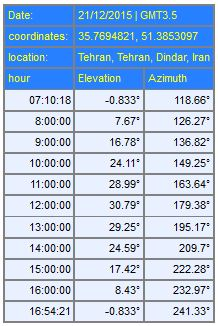 Date: 21/12/2015 | GMT3.5
coordinates: 35.7694821, 51.3853097
location: Tehran, Tehran, Dindar, Iran
hour Elevation Azimuth
07:10:18 -0.833° 118.66°
8:00:00 7.67° 126.27°
9:00:00 16.78° 136.82°
10:00:00 24.11° 149.25°
11:00:00 28.99° 163.64°
12:00:00 30.79° 179.38°
13:00:00 29.25° 195.17°
14:00:00 24.59° 209.7°
15:00:00 17.42° 222.28°
16:00:00 8.43° 232.97°
16:54:21 -0.833° 241.33°